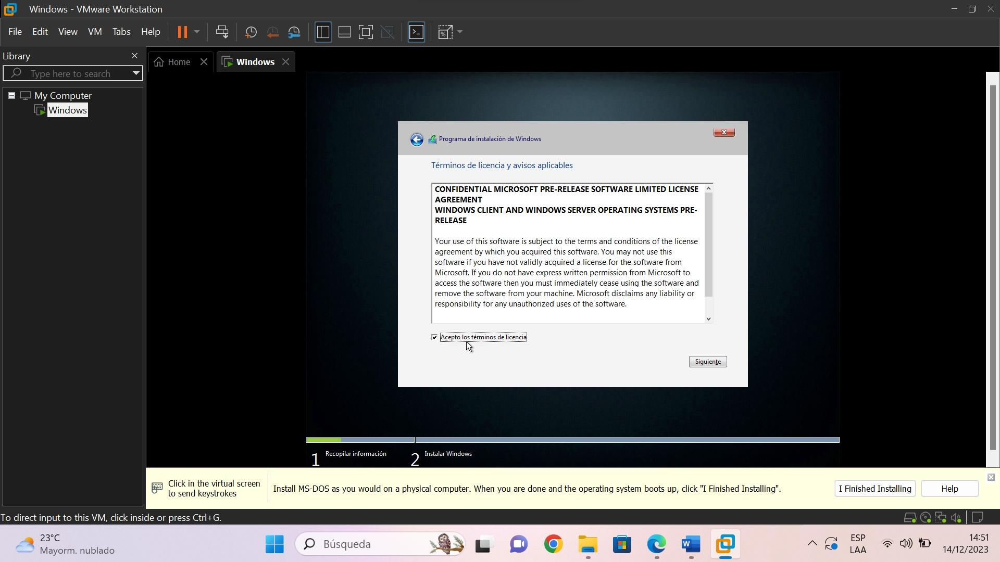 Windows - VMware Workstation
File Edit View VM Tabs Help
Library
Type here to search
My Computer
Windows
Home
Windows
Programa de instalación de Windows
Términos de licencia y avisos aplicables
CONFIDENTIAL MICROSOFT PRE-RELEASE SOFTWARE LIMITED LICENSE
AGREEMENT
WINDOWS CLIENT AND WINDOWS SERVER OPERATING SYSTEMS PRE-
RELEASE
Your use of this software is subject to the terms and conditions of the license
agreement by which you acquired this software. You may not use this
software if you have not validly acquired a license for the software from
Microsoft. If you do not have express written permission from Microsoft to
access the software then you must immediately cease using the software and
remove the software from your machine. Microsoft disclaims any liability or
responsibility for any unauthorized uses of the software.
Acepto los términos de licencia
Siguiente
1 Recopilar información
2 Instalar Windows
Click in the virtual screen
to send keystrokes
Install MS-DOS as you would on a physical computer. When you are done and the operating system boots up, click "I Finished Installing".
I Finished Installing
Help
To direct input to this VM, click inside or press Ctrl+G.
23°C
Mayorm. nublado
Búsqueda
ESP
LAA
14:51
14/12/2023